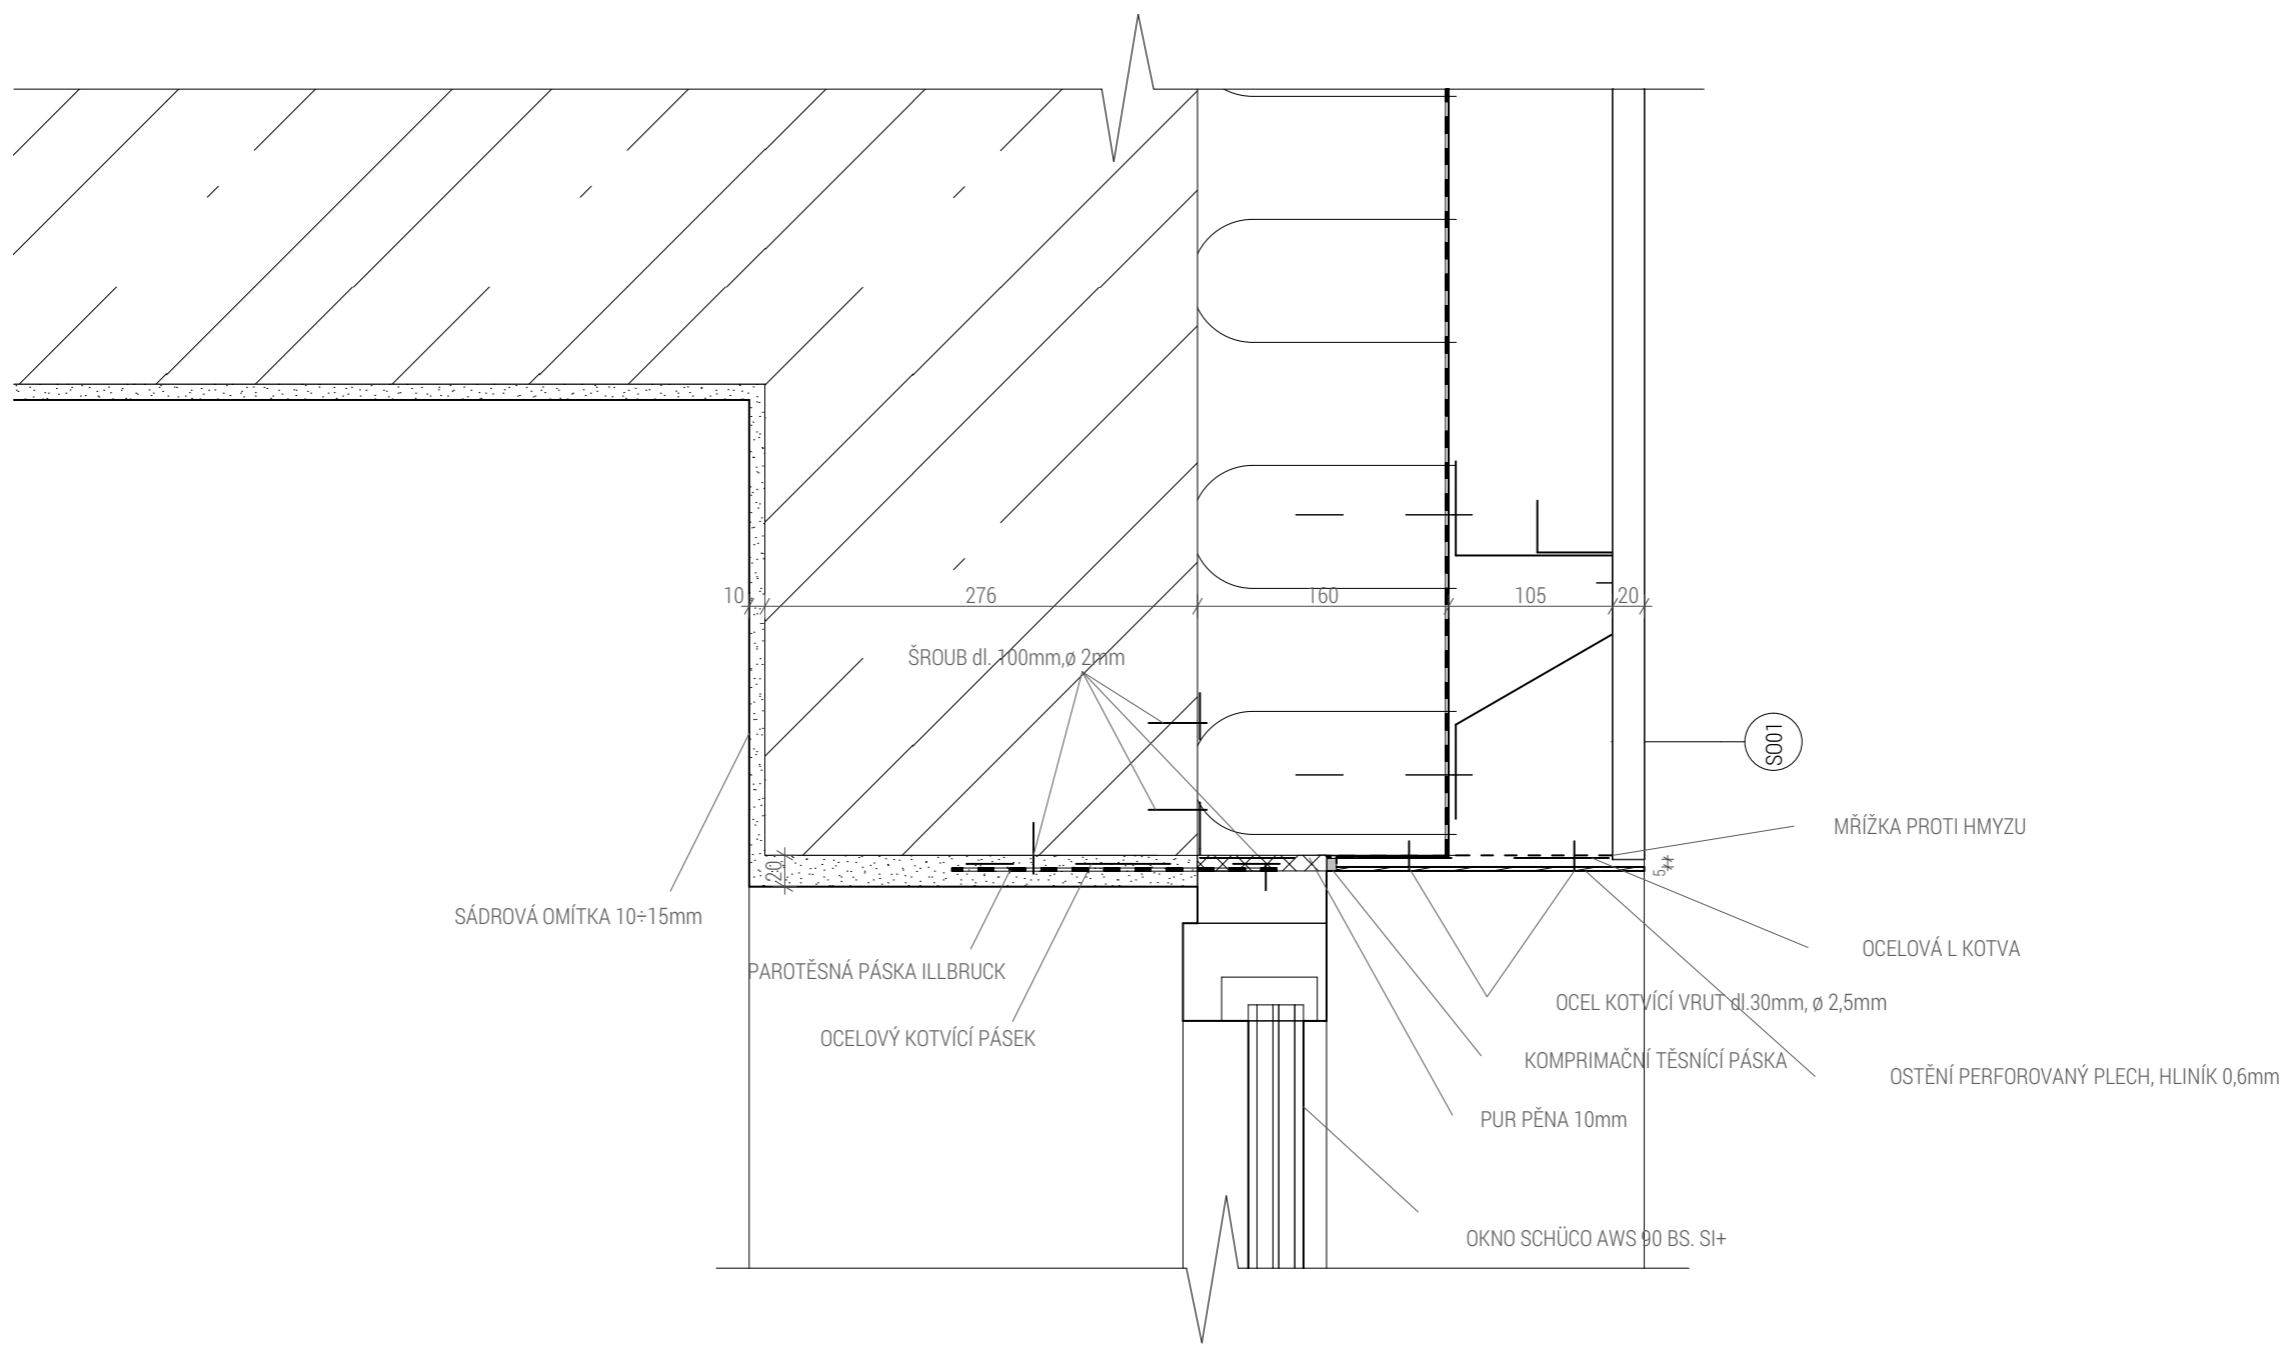 10
276
160
105
20
ŠROUB dl. 100mm,ø 2mm
SO01
MŘÍŽKA PROTI HMYZU
20
5
SÁDROVÁ OMÍTKA 10÷15mm
OCELOVÁ L KOTVA
PAROTĚSNÁ PÁSKA ILLBRUCK
OCEL KOTVÍCÍ VRUT dl.30mm, ø 2,5mm
OCELOVÝ KOTVÍCÍ PÁSEK
KOMPRIMAČNÍ TĚSNÍCÍ PÁSKA
OSTĚNÍ PERFOROVANÝ PLECH, HLINÍK 0,6mm
PUR PĚNA 10mm
OKNO SCHÜCO AWS 90 BS. SI+